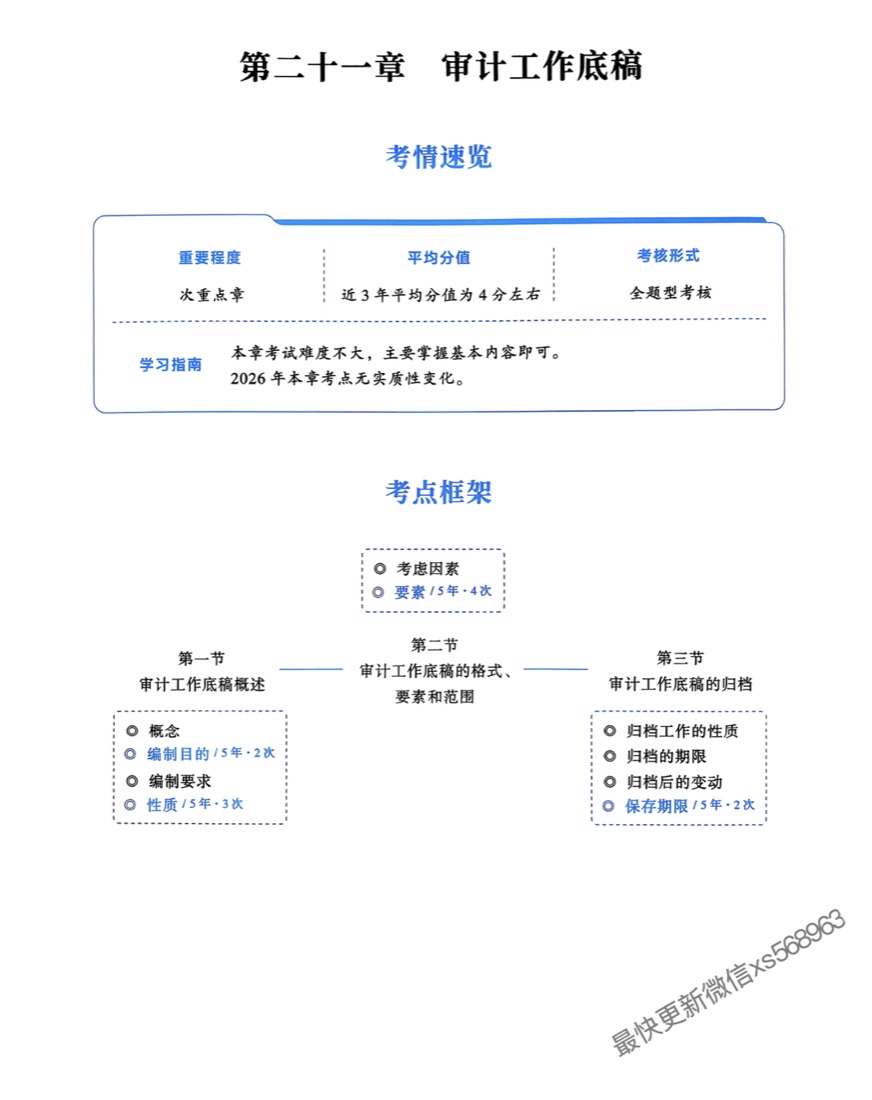 第二十一章 审计工作底稿
考情速览
重要程度
平均分值
考核形式
次重点章
近3年平均分值为4分左右
全题型考核
学习指南
本章考试难度不大，主要掌握基本内容即可。
2026年本章考点无实质性变化。
考点框架
◎ 考虑因素
◎ 要素/5年·4次
第一节
审计工作底稿概述
第二节
审计工作底稿的格式、
要素和范围
第三节
审计工作底稿的归档
◎ 概念
◎ 编制目的/5年·2次
◎ 编制要求
◎ 性质/5年·3次
◎ 归档工作的性质
◎ 归档的期限
◎ 归档后的变动
◎ 保存期限/5年·2次
最快更新微信xs568963